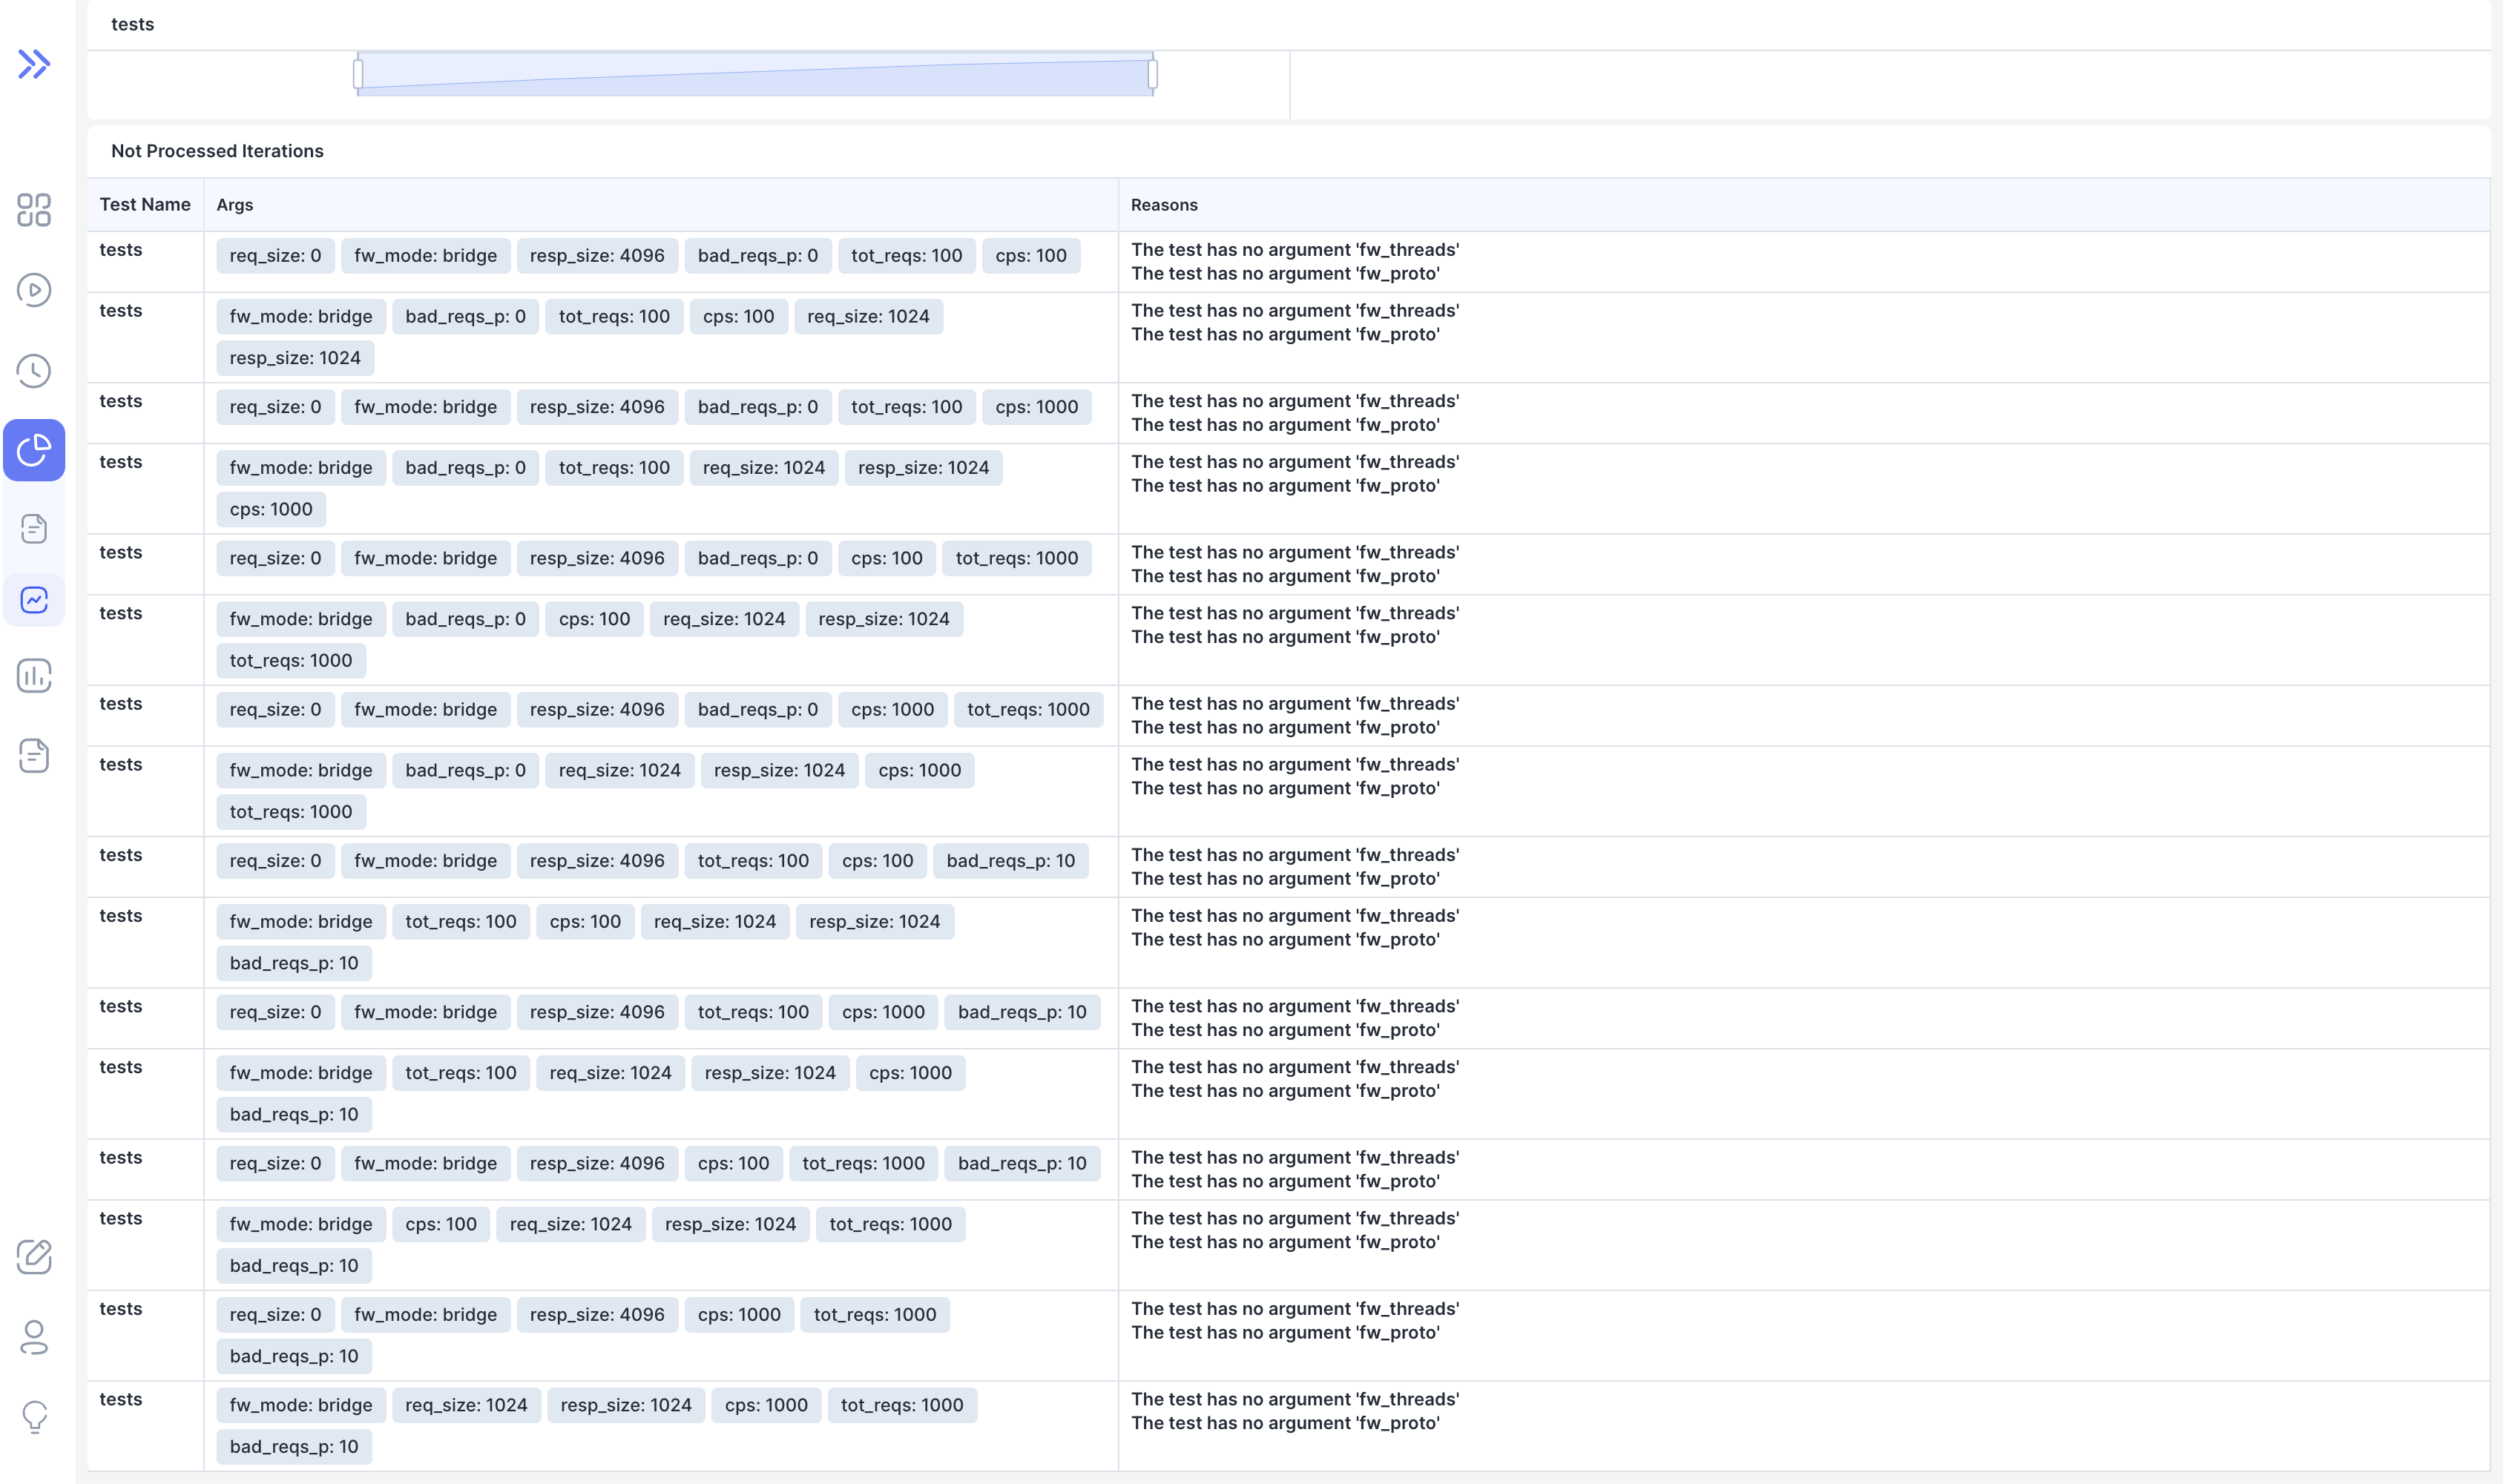 tests
Not Processed Iterations
Test Name Args Reasons
tests req_size: 0 fw_mode: bridge resp_size: 4096 bad_reqs_p: 0 tot_reqs: 100 cps: 100 The test has no argument 'fw_threads'
The test has no argument 'fw_proto'
tests fw_mode: bridge bad_reqs_p: 0 tot_reqs: 100 cps: 100 req_size: 1024 The test has no argument 'fw_threads'
The test has no argument 'fw_proto'
resp_size: 1024
tests req_size: 0 fw_mode: bridge resp_size: 4096 bad_reqs_p: 0 tot_reqs: 100 cps: 1000 The test has no argument 'fw_threads'
The test has no argument 'fw_proto'
tests fw_mode: bridge bad_reqs_p: 0 tot_reqs: 100 req_size: 1024 resp_size: 1024 The test has no argument 'fw_threads'
The test has no argument 'fw_proto'
cps: 1000
tests req_size: 0 fw_mode: bridge resp_size: 4096 bad_reqs_p: 0 cps: 100 tot_reqs: 1000 The test has no argument 'fw_threads'
The test has no argument 'fw_proto'
tests fw_mode: bridge bad_reqs_p: 0 cps: 100 req_size: 1024 resp_size: 1024 The test has no argument 'fw_threads'
The test has no argument 'fw_proto'
tot_reqs: 1000
tests req_size: 0 fw_mode: bridge resp_size: 4096 bad_reqs_p: 0 cps: 1000 tot_reqs: 1000 The test has no argument 'fw_threads'
The test has no argument 'fw_proto'
tests fw_mode: bridge bad_reqs_p: 0 req_size: 1024 resp_size: 1024 cps: 1000 The test has no argument 'fw_threads'
The test has no argument 'fw_proto'
tot_reqs: 1000
tests req_size: 0 fw_mode: bridge resp_size: 4096 tot_reqs: 100 cps: 100 bad_reqs_p: 10 The test has no argument 'fw_threads'
The test has no argument 'fw_proto'
tests fw_mode: bridge tot_reqs: 100 cps: 100 req_size: 1024 resp_size: 1024 The test has no argument 'fw_threads'
The test has no argument 'fw_proto'
bad_reqs_p: 10
tests req_size: 0 fw_mode: bridge resp_size: 4096 tot_reqs: 100 cps: 1000 bad_reqs_p: 10 The test has no argument 'fw_threads'
The test has no argument 'fw_proto'
tests fw_mode: bridge tot_reqs: 100 req_size: 1024 resp_size: 1024 cps: 1000 The test has no argument 'fw_threads'
The test has no argument 'fw_proto'
bad_reqs_p: 10
tests req_size: 0 fw_mode: bridge resp_size: 4096 cps: 100 tot_reqs: 1000 bad_reqs_p: 10 The test has no argument 'fw_threads'
The test has no argument 'fw_proto'
tests fw_mode: bridge cps: 100 req_size: 1024 resp_size: 1024 tot_reqs: 1000 The test has no argument 'fw_threads'
The test has no argument 'fw_proto'
bad_reqs_p: 10
tests req_size: 0 fw_mode: bridge resp_size: 4096 cps: 1000 tot_reqs: 1000 The test has no argument 'fw_threads'
The test has no argument 'fw_proto'
bad_reqs_p: 10
tests fw_mode: bridge req_size: 1024 resp_size: 1024 cps: 1000 tot_reqs: 1000 The test has no argument 'fw_threads'
The test has no argument 'fw_proto'
bad_reqs_p: 10